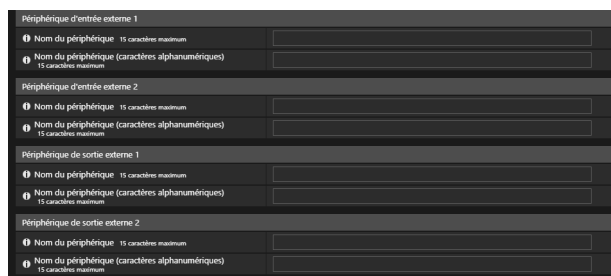 Périphérique d'entrée externe 1
Nom du périphérique 15 caractères maximum
Nom du périphérique (caractères alphanumériques)
15 caractères maximum
Périphérique d'entrée externe 2
Nom du périphérique 15 caractères maximum
Nom du périphérique (caractères alphanumériques)
15 caractères maximum
Périphérique de sortie externe 1
Nom du périphérique 15 caractères maximum
Nom du périphérique (caractères alphanumériques)
15 caractères maximum
Périphérique de sortie externe 2
Nom du périphérique 15 caractères maximum
Nom du périphérique (caractères alphanumériques)
15 caractères maximum